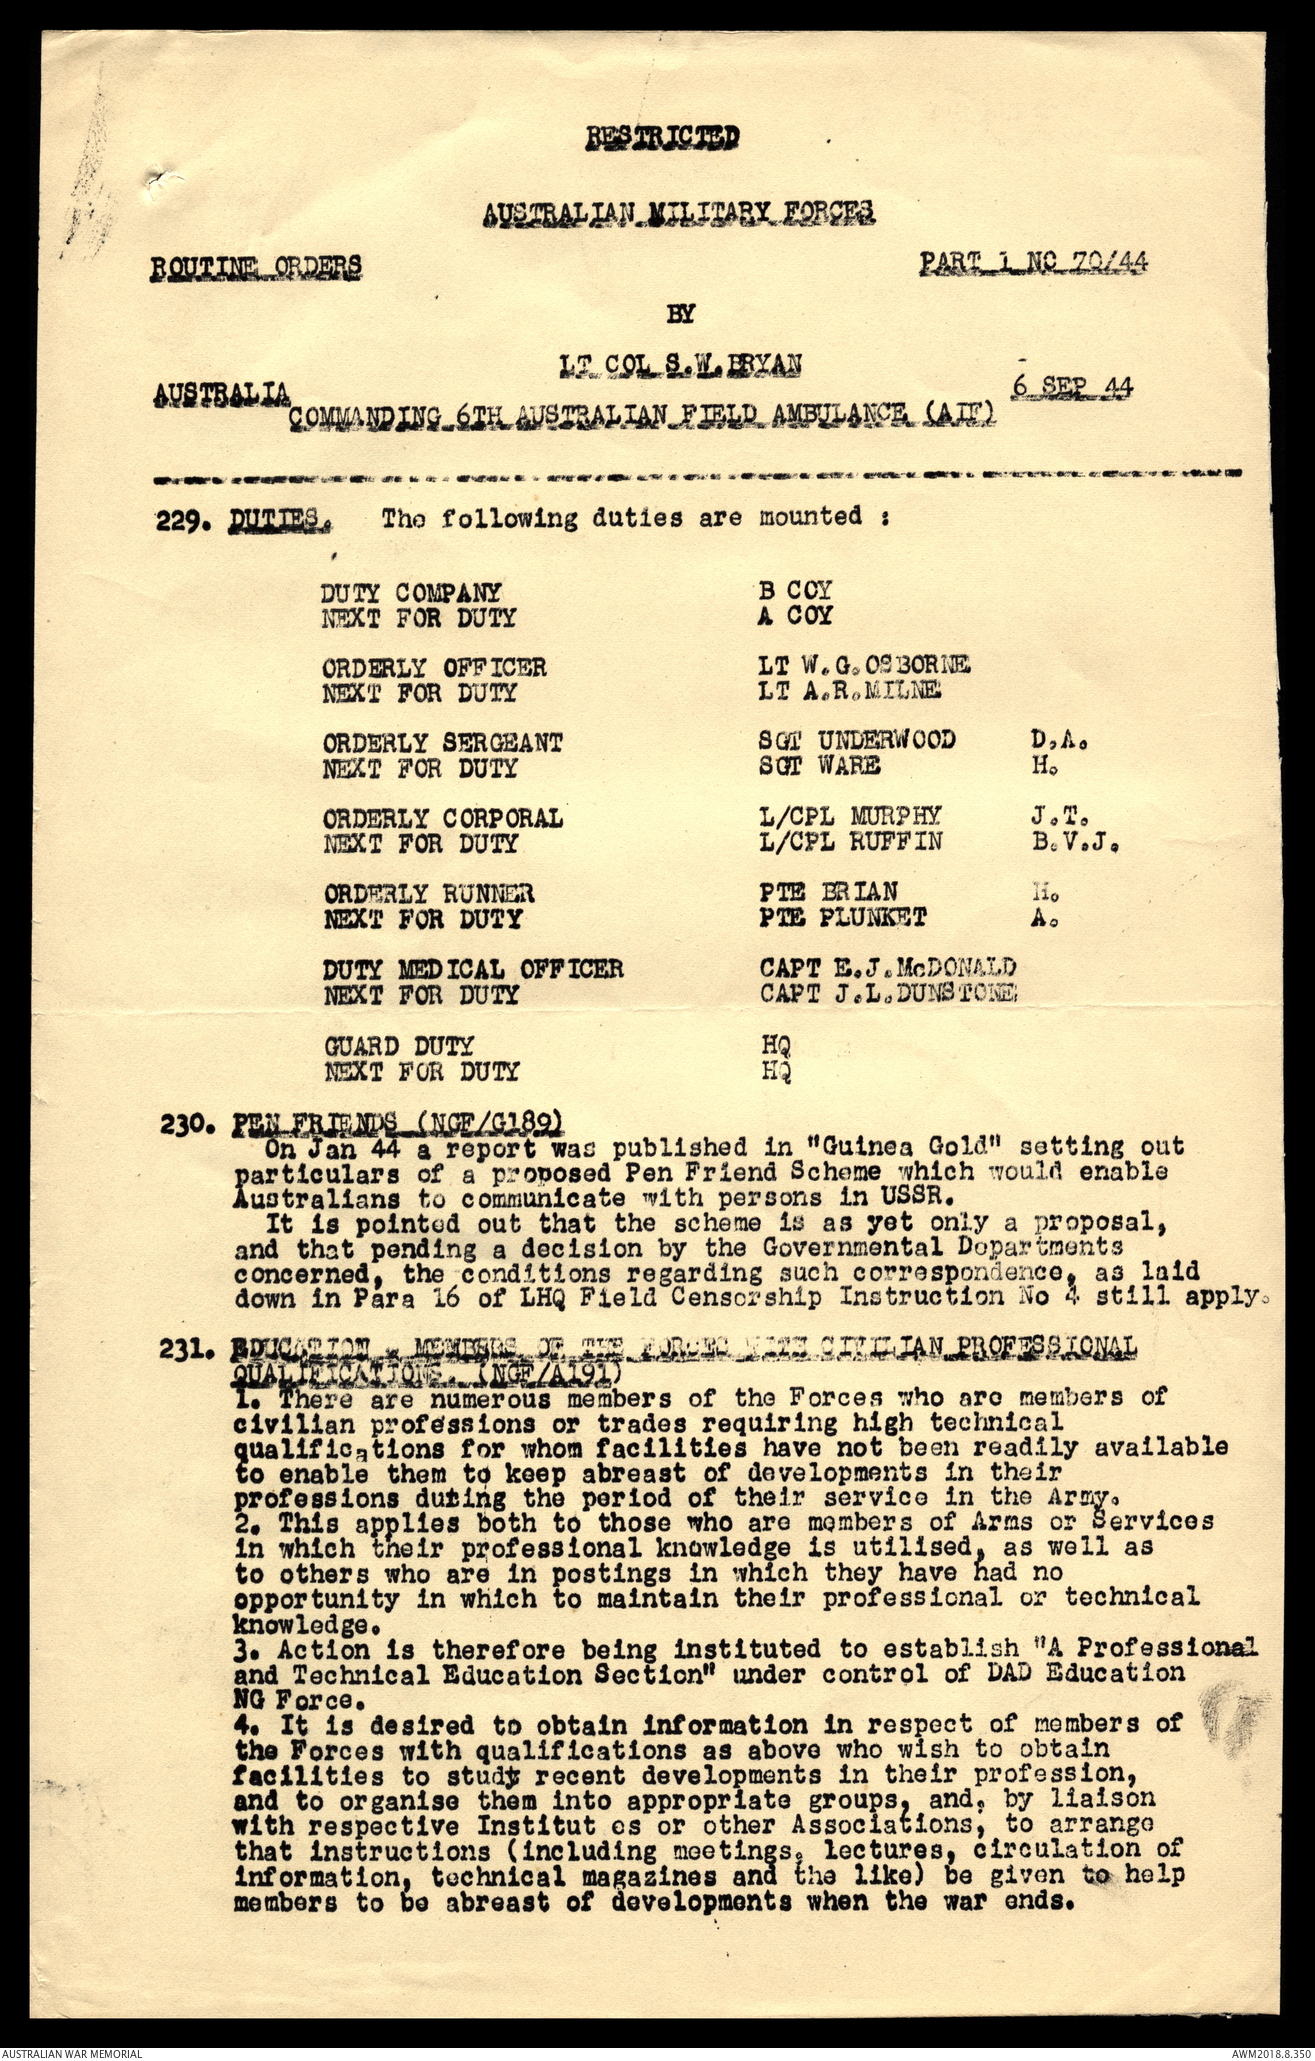 RESTRICTED
AUSTRALIAN MILITARY FORCES
ROUTINE ORDERS PART 1 NO 70/44
BY
LT COL S.W.BRYAN
AUSTRALIA 6 SEP 44
COMMANDING 6TH AUSTRALIAN FIELD AMBULANCE (AIF)
229. DUTIES. The following duties are mounted :
DUTY COMPANY B COY
NEXT FOR DUTY A COY
ORDERLY OFFICER LT W.G.OSBORNE
NEXT FOR DUTY LT A.R.MILNE
ORDERLY SERGEANT SGT UNDERWOOD D.A.
NEXT FOR DUTY SGT WARE H.
ORDERLY CORPORAL L/CPL MURPHY J.T.
NEXT FOR DUTY L/CPL RUFFIN B.V.J.
ORDERLY RUNNER PTE BRIAN H.
NEXT FOR DUTY PTE PLUNKET A.
DUTY MEDICAL OFFICER CAPT E.J.McDONALD
NEXT FOR DUTY CAPT J.L.DUNSTONE
GUARD DUTY HQ
NEXT FOR DUTY HQ
230. PEN FRIENDS (NGF/G189)
On Jan 44 a report was published in "Guinea Gold" setting out
particulars of a proposed Pen Friend Scheme which would enable
Australians to communicate with persons in USSR.
It is pointed out that the scheme is as yet only a proposal,
and that pending a decision by the Governmental Departments
concerned, the conditions regarding such correspondence, as laid
down in Para 16 of LHQ Field Censorship Instruction No 4 still apply.
231. EDUCATION - MEMBERS OF THE FORCES WITH CIVILIAN PROFESSIONAL
QUALIFICATIONS. (NGF/A191)
1. There are numerous members of the Forces who are members of
civilian professions or trades requiring high technical
qualifications for whom facilities have not been readily available
to enable them to keep abreast of developments in their
professions during the period of their service in the Army.
2. This applies both to those who are members of Arms or Services
in which their professional knowledge is utilised, as well as
to others who are in postings in which they have had no
opportunity in which to maintain their professional or technical
knowledge.
3. Action is therefore being instituted to establish "A Professional
and Technical Education Section" under control of DAD Education
NG Force.
4. It is desired to obtain information in respect of members of
the Forces with qualifications as above who wish to obtain
facilities to study recent developments in their profession,
and to organise them into appropriate groups, and, by liaison
with respective Institut es or other Associations, to arrange
that instructions (including meetings, lectures, circulation of
information, technical magazines and the like) be given to help
members to be abreast of developments when the war ends.
AUSTRALIAN WAR MEMORIAL AWM2018.8.350